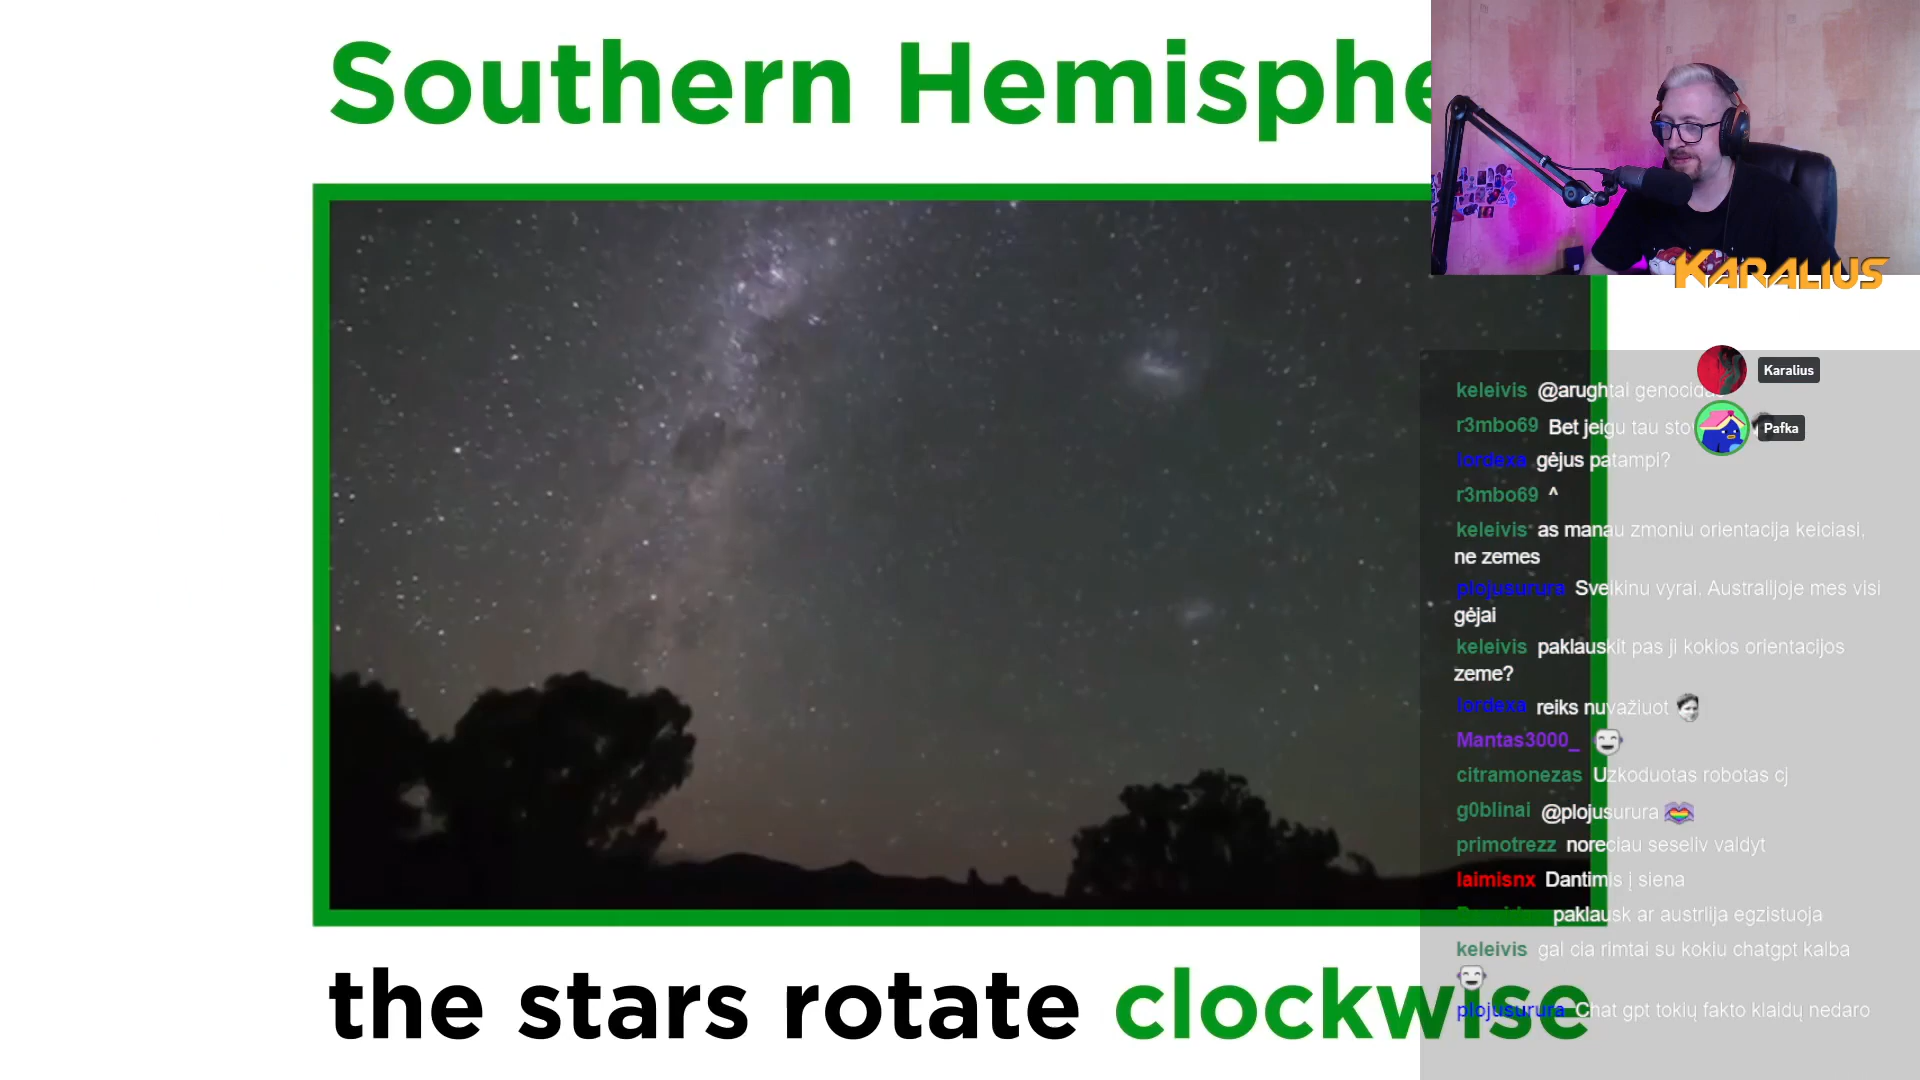 Southern Hemisphe
KARALIUS
Karalius
Pafka
keleivis @arughtai genocid
r3mbo69 Bet jeigu tau sto
lordexa gėjus patampi?
r3mbo69 ^
keleivis as manau zmoniu orientacija keiciasi,
ne zemes
plojusurura Sveikinu vyrai. Australijoje mes visi
gėjai
keleivis paklauskit pas ji kokios orientacijos
zeme?
lordexa reiks nuvažiuot
Mantas3000_
citramonezas Uzkoduotas robotas cj
g0blinai @plojusurura
primotrezz noreciau seseliv valdyt
laimisnx Dantimis į siena
paklausk ar austrlija egzistuoja
keleivis gal cia rimtai su kokiu chatgpt kalba
plojusurura Chat gpt tokių fakto klaidų nedaro
the stars rotate clockwise